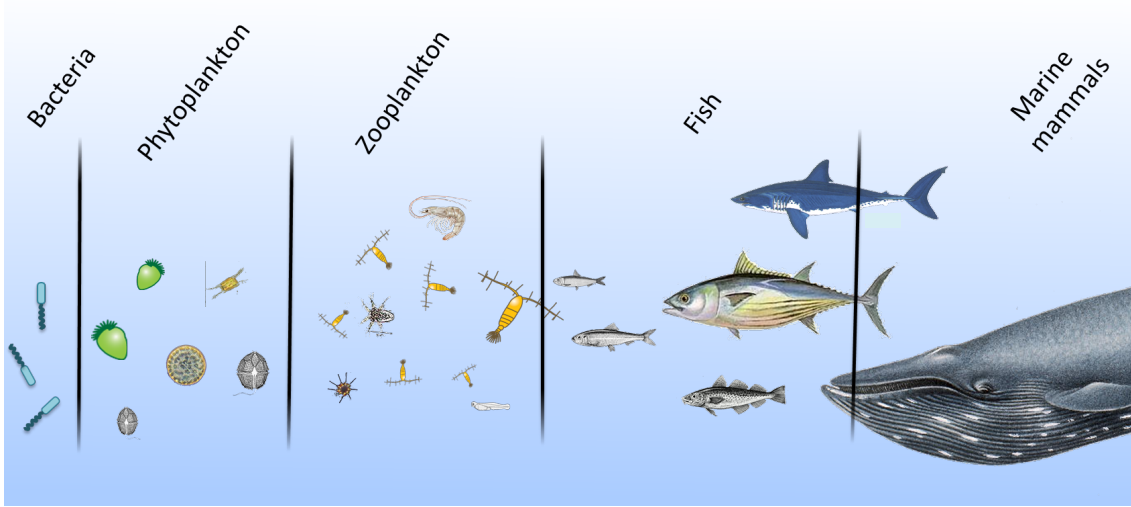 Bacteria
Phytoplankton
Zooplankton
Fish
Marine
mammals